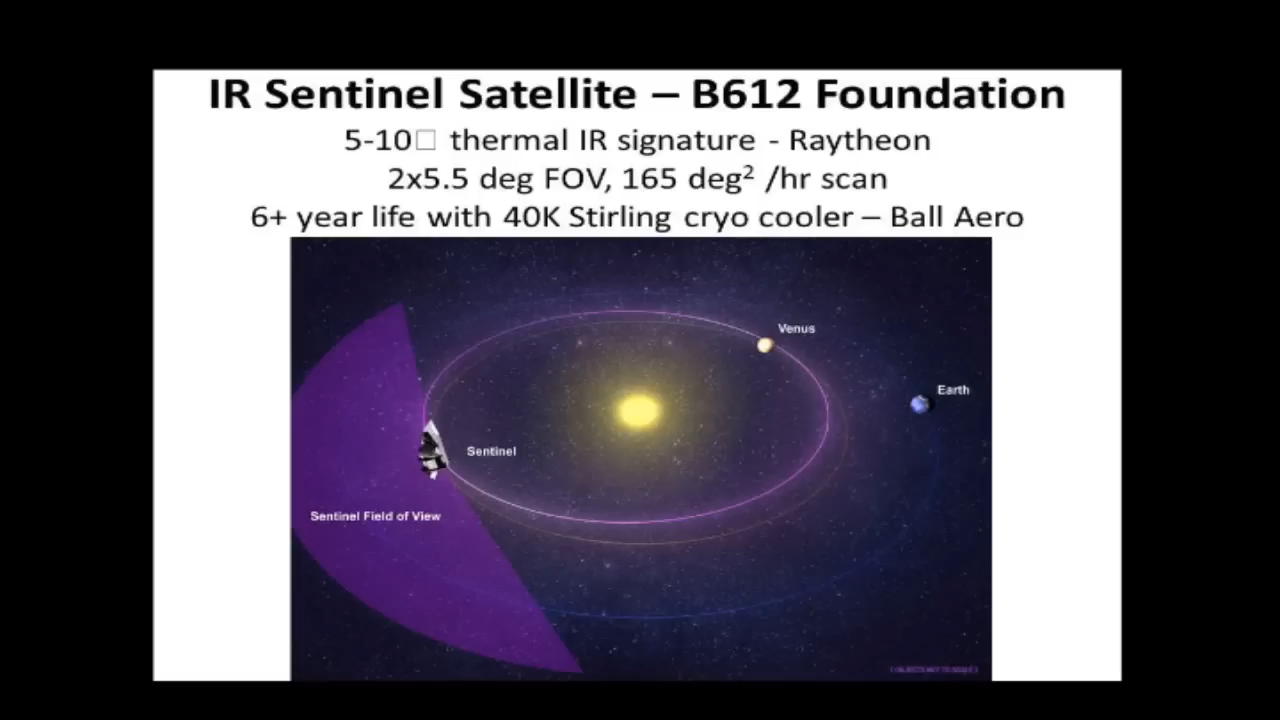 IR Sentinel Satellite – B612 Foundation
5-10□ thermal IR signature - Raytheon
2x5.5 deg FOV, 165 deg² /hr scan
6+ year life with 40K Stirling cryo cooler – Ball Aero
Venus
Earth
Sentinel
Sentinel Field of View